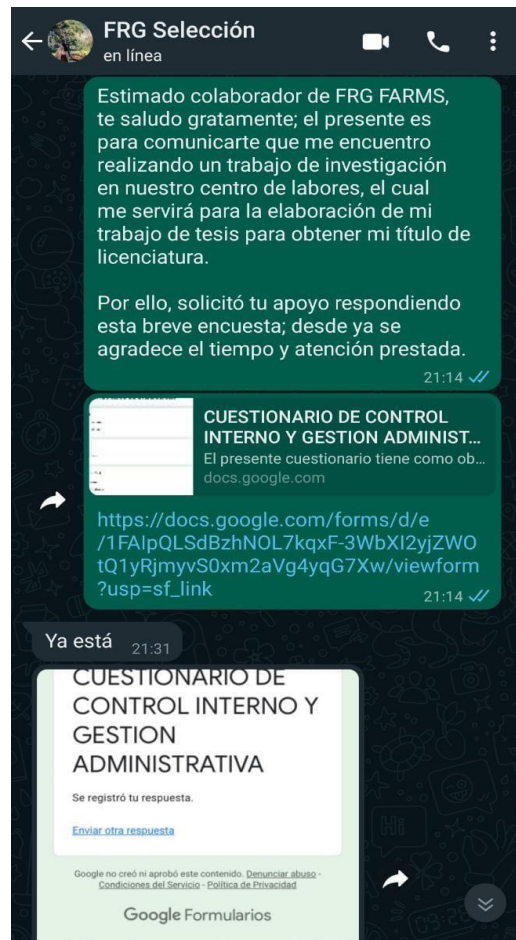 FRG Selección
en línea
Estimado colaborador de FRG FARMS,
te saludo gratamente; el presente es
para comunicarte que me encuentro
realizando un trabajo de investigación
en nuestro centro de labores, el cual
me servirá para la elaboración de mi
trabajo de tesis para obtener mi título de
licenciatura.
Por ello, solicitó tu apoyo respondiendo
esta breve encuesta; desde ya se
agradece el tiempo y atención prestada.
21:14
CUESTIONARIO DE CONTROL
INTERNO Y GESTION ADMINIST...
El presente cuestionario tiene como ob...
docs.google.com
https://docs.google.com/forms/d/e
/1FAIpQLSdBzhNOL7kqxF-3WbXI2yjZWO
tQ1yRjmyvS0xm2aVg4yqG7Xw/viewform
?usp=sf_link
21:14
Ya está 21:31
CUESTIONARIO DE
CONTROL INTERNO Y
GESTION
ADMINISTRATIVA
Se registró tu respuesta.
Enviar otra respuesta
Google no creó ni aprobó este contenido. Denunciar abuso -
Condiciones del Servicio - Política de Privacidad
Google Formularios